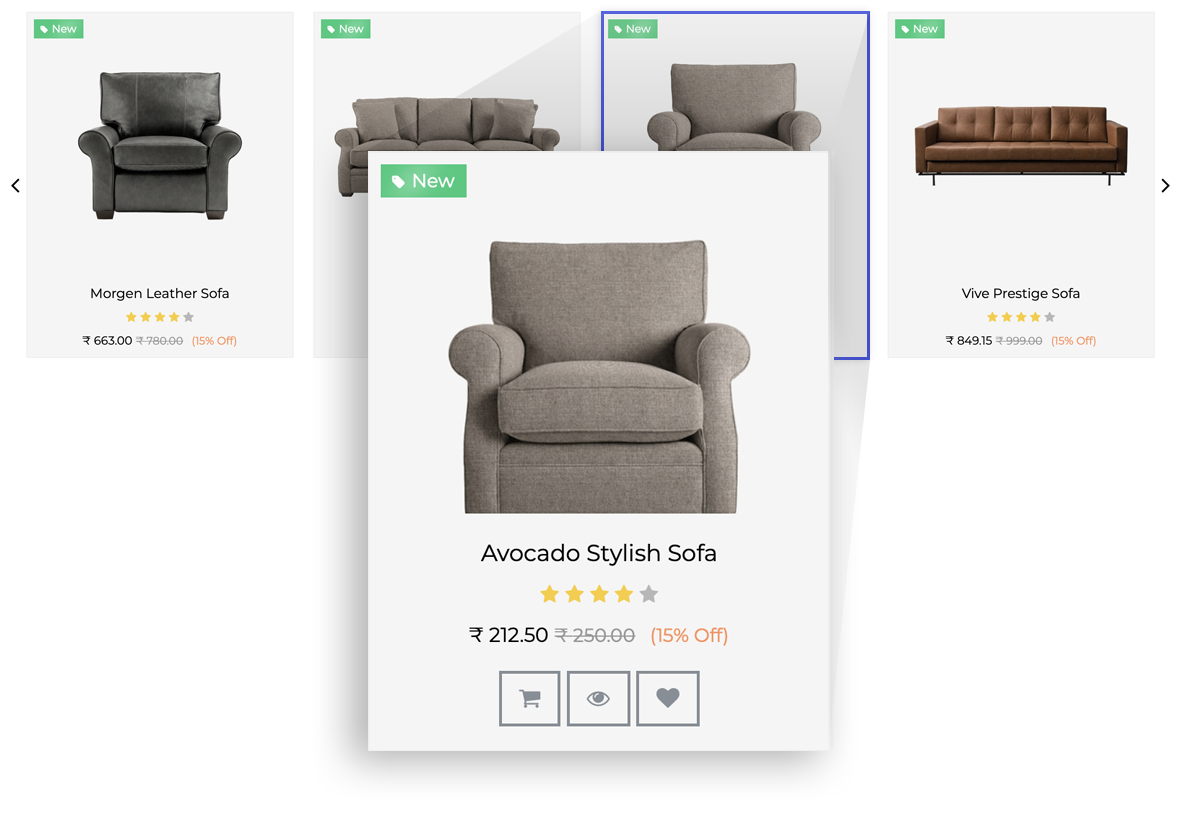 New
New
New
New
New
Morgen Leather Sofa
₹ 663.00 ₹ 780.00 (15% Off)
Vive Prestige Sofa
₹ 849.15 ₹ 999.00 (15% Off)
Avocado Stylish Sofa
₹ 212.50 ₹ 250.00 (15% Off)